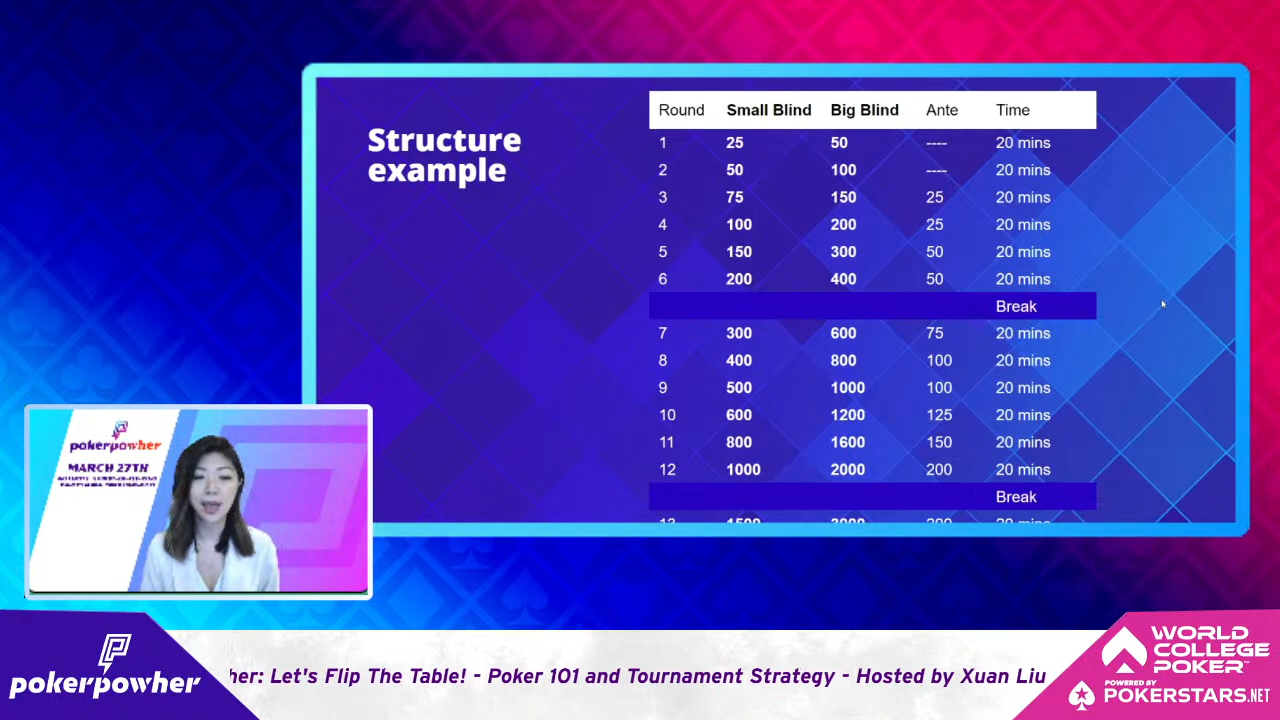 Structure
example
Round Small Blind Big Blind Ante Time
1 25 50 ---- 20 mins
2 50 100 ---- 20 mins
3 75 150 25 20 mins
4 100 200 25 20 mins
5 150 300 50 20 mins
6 200 400 50 20 mins
Break
7 300 600 75 20 mins
8 400 800 100 20 mins
9 500 1000 100 20 mins
10 600 1200 125 20 mins
11 800 1600 150 20 mins
12 1000 2000 200 20 mins
Break
pokerpowher
MARCH 27TH
pokerpowher
her: Let's Flip The Table! - Poker 101 and Tournament Strategy - Hosted by Xuan Liu
WORLD
COLLEGE
POKER™
POWERED BY
POKERSTARS.NET